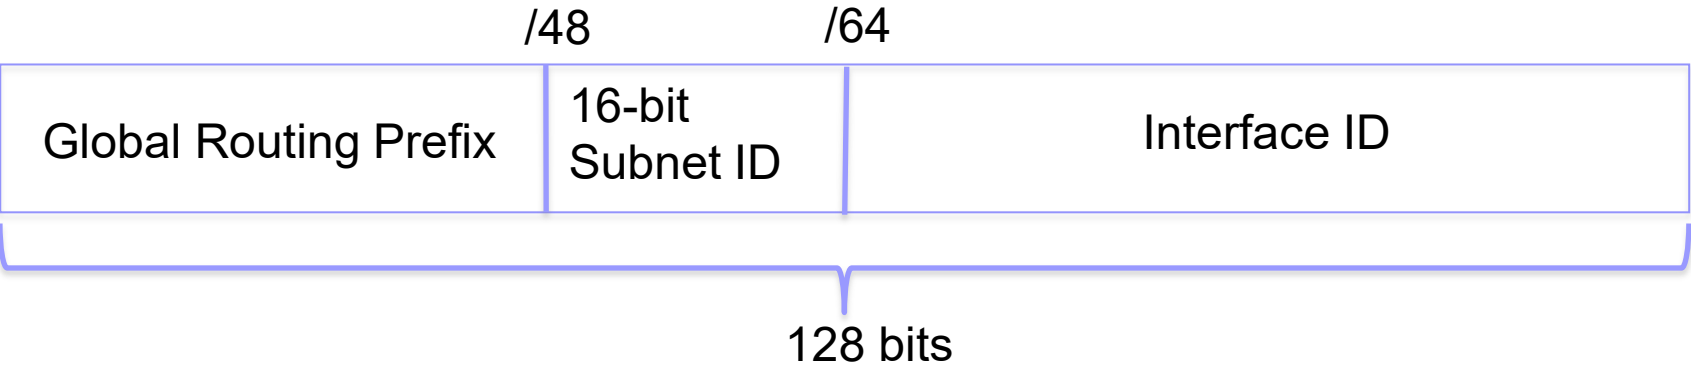 /48
/64
Global Routing Prefix
16-bit
Subnet ID
Interface ID
128 bits